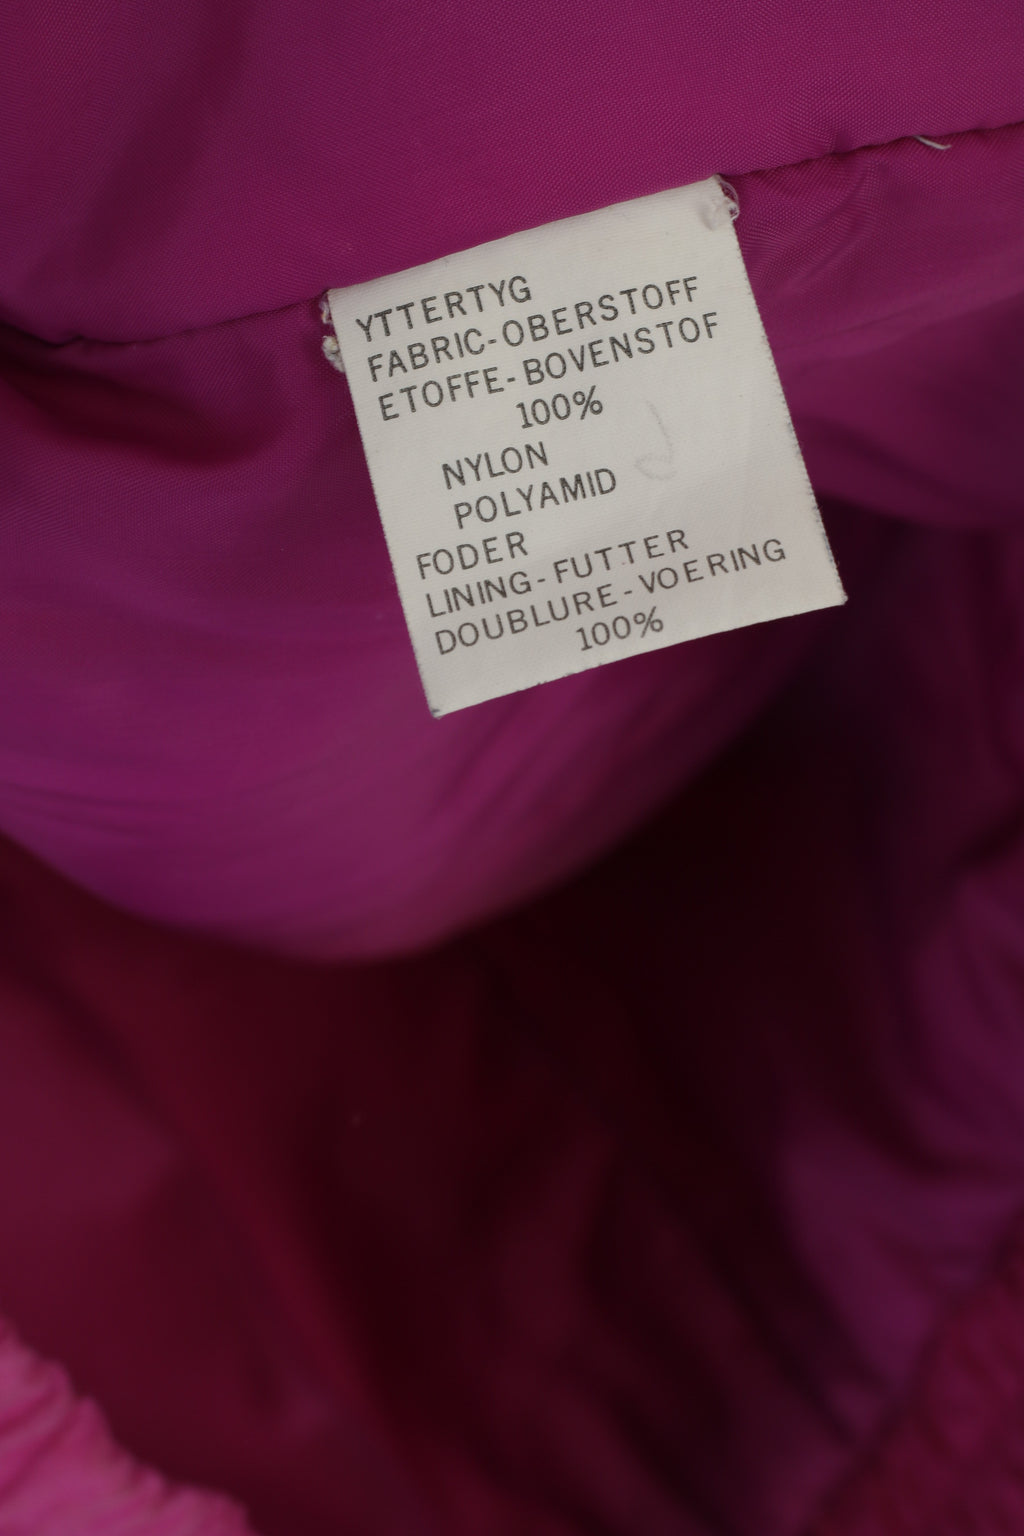 YTTERTYG
FABRIC-OBERSTOFF
ETOFFE-BOVENSTOF
100%
NYLON
POLYAMID
FODER
LINING-FUTTER
DOUBLURE-VOERING
100%